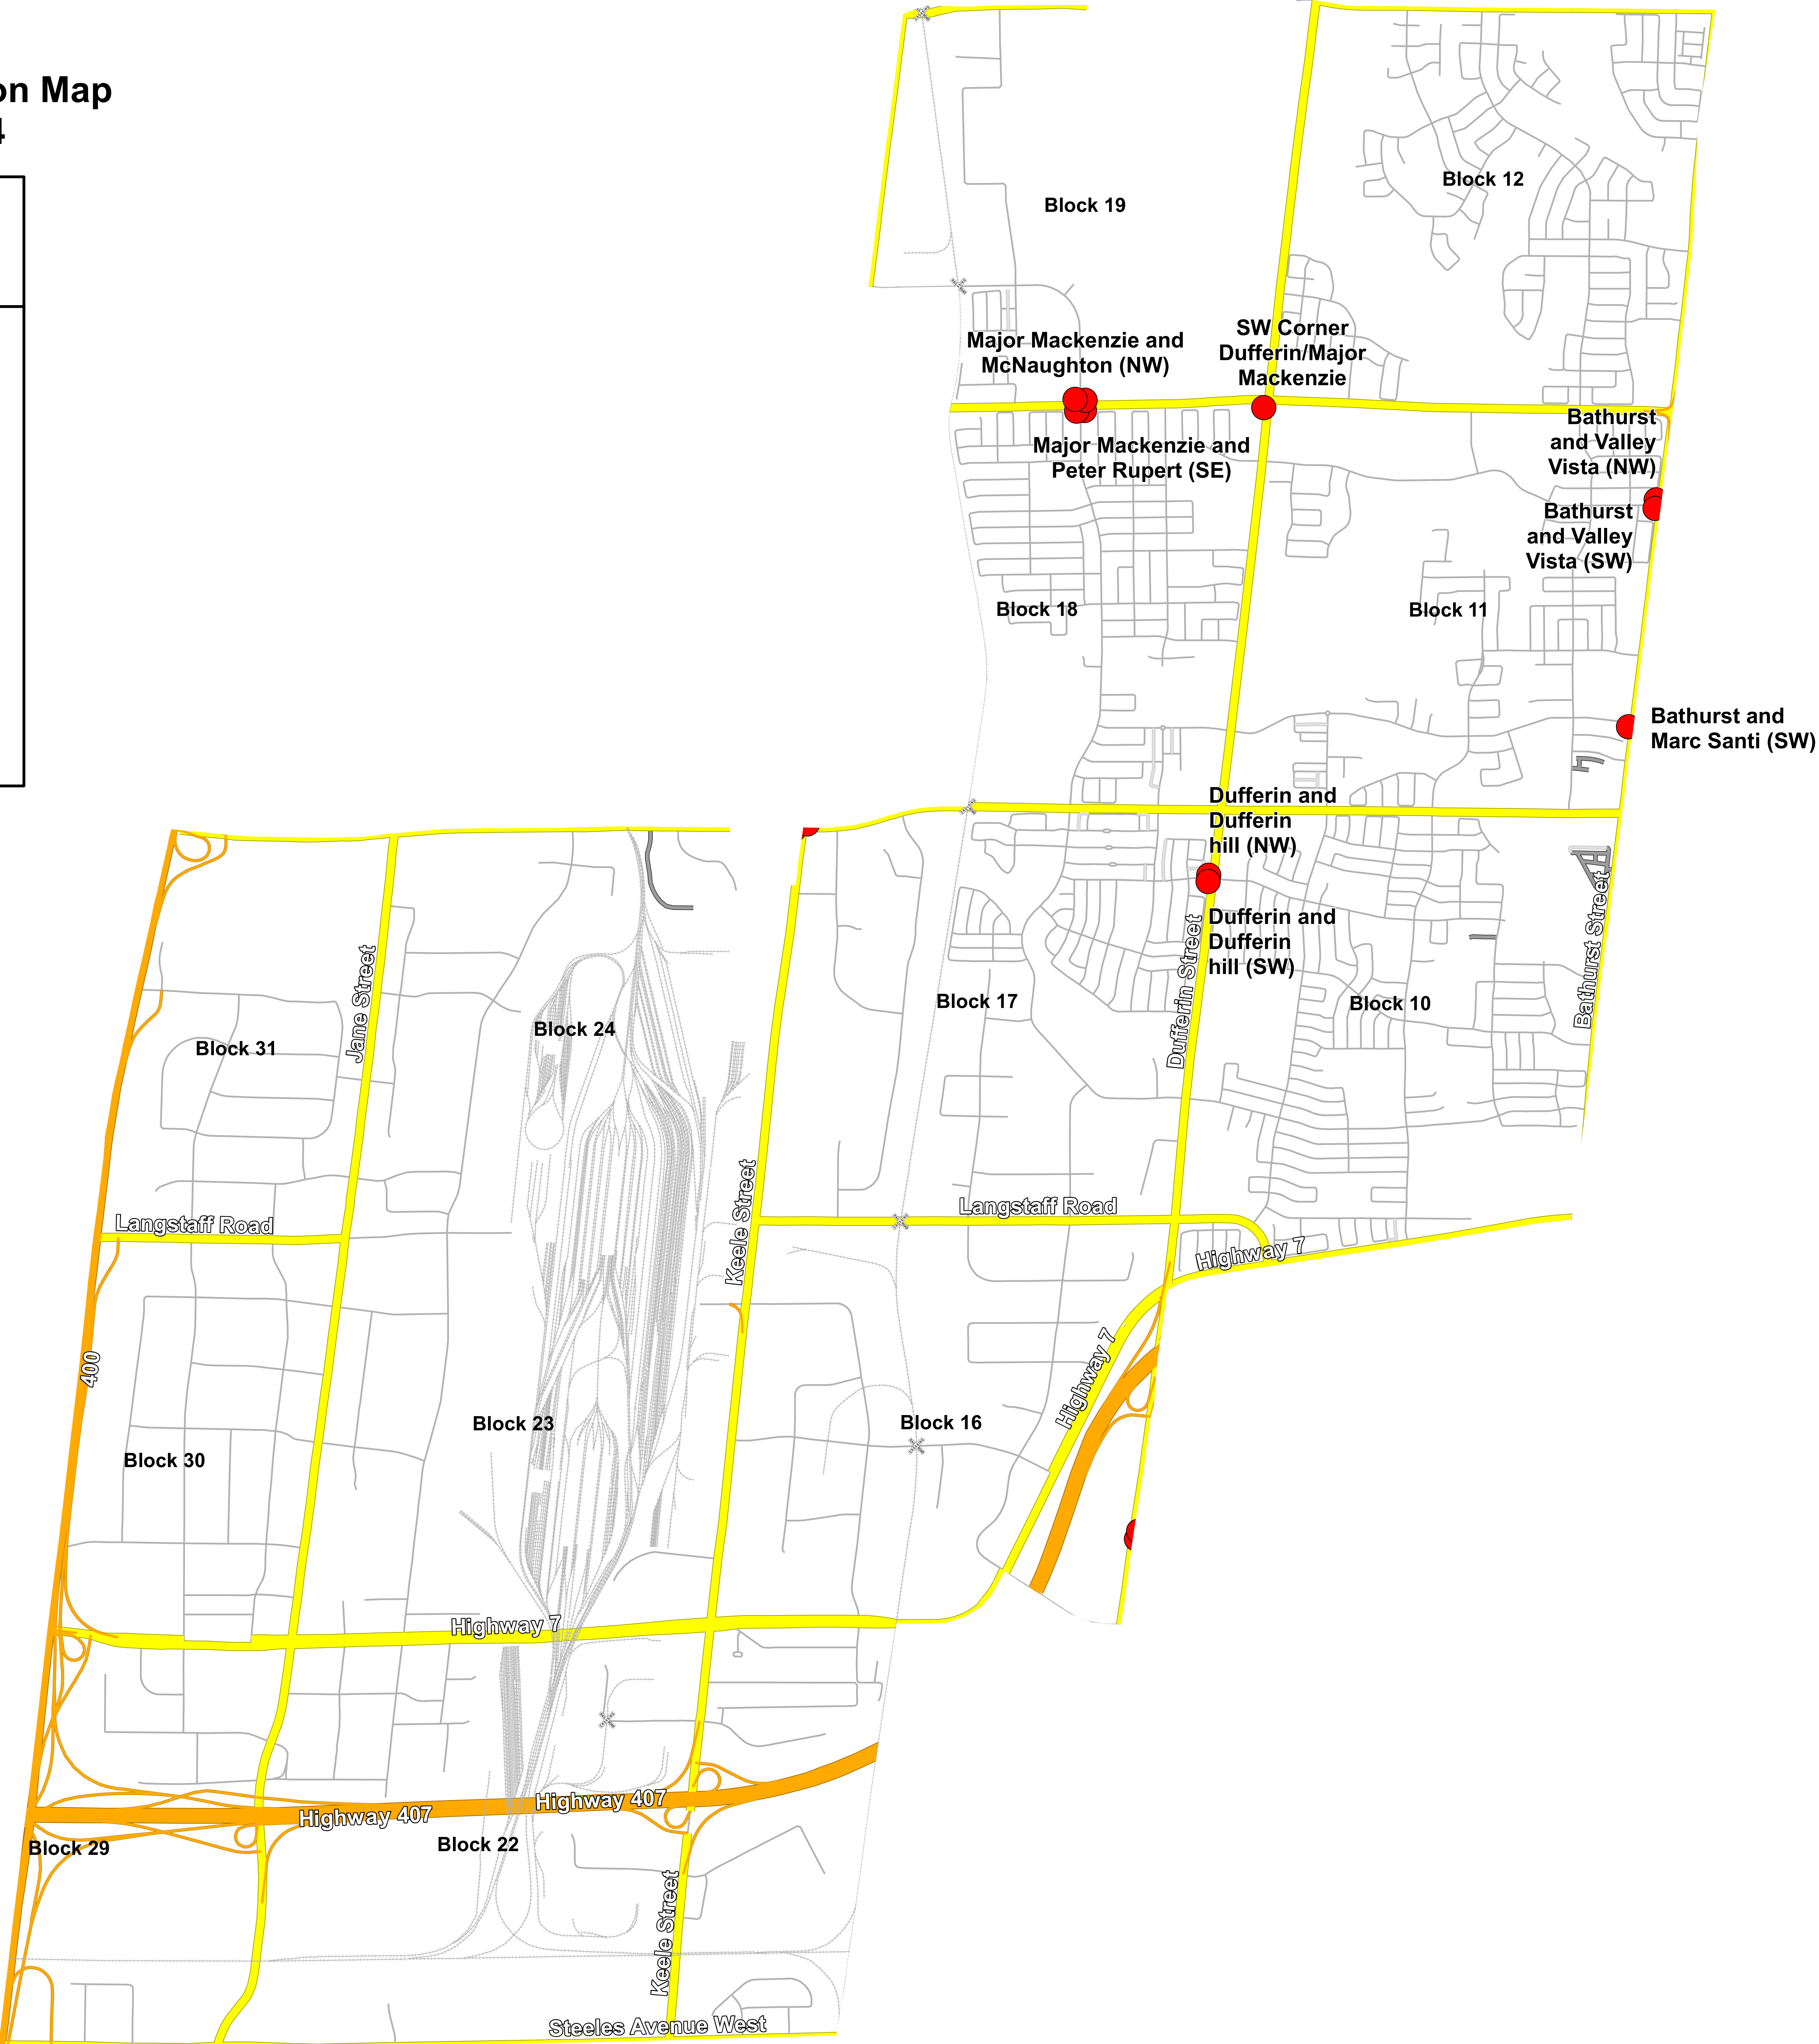 on Map
4
Block 12
Block 19
Major Mackenzie and
McNaughton (NW)
SW Corner
Dufferin/Major
Mackenzie
Major Mackenzie and
Peter Rupert (SE)
Bathurst
and Valley
Vista (NW)
Bathurst
and Valley
Vista (SW)
Block 18
Block 11
Bathurst and
Marc Santi (SW)
Dufferin and
Dufferin
hill (NW)
Dufferin and
Dufferin
hill (SW)
Dufferin Street
Bathurst Street
Jane Street
Block 17
Block 10
Block 24
Block 31
Langstaff Road
Langstaff Road
Keele Street
Highway 7
Highway 7
400
Block 23
Block 16
Block 30
Highway 7
Highway 407
Highway 407
Block 29
Block 22
Keele Street
Steeles Avenue West